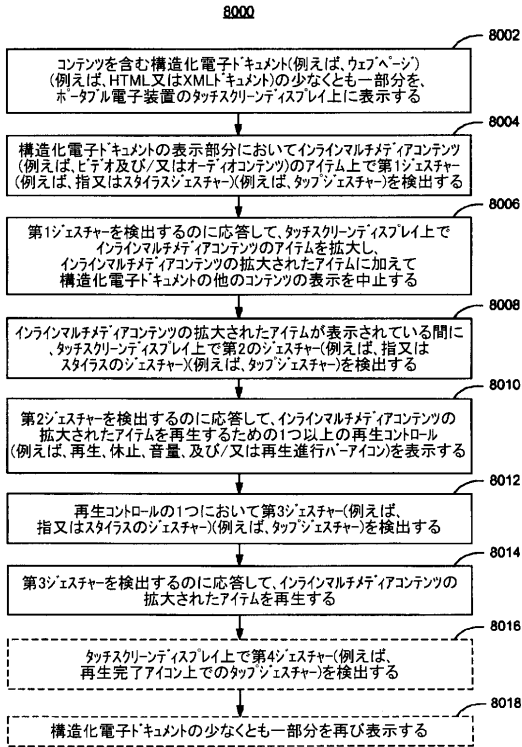 8000
8002
コンテンツを含む構造化電子ドキュメント(例えば、ウェブページ)
(例えば、HTML又はXMLドキュメント)の少なくとも一部分を、
ポータブル電子装置のタッチスクリーンディスプレイ上に表示する
8004
構造化電子ドキュメントの表示部分においてインラインマルチメディアコンテンツ
(例えば、ビデオ及び/又はオーディオコンテンツ)のアイテム上で第1ジェスチャー
(例えば、指又はスタイラスジェスチャー)(例えば、タップジェスチャー)を検出する
8006
第1ジェスチャーを検出するのに応答して、タッチスクリーンディスプレイ上で
インラインマルチメディアコンテンツのアイテムを拡大し、
インラインマルチメディアコンテンツの拡大されたアイテムに加えて
構造化電子ドキュメントの他のコンテンツの表示を中止する
8008
インラインマルチメディアコンテンツの拡大されたアイテムが表示されている間に
、タッチスクリーンディスプレイ上で第2のジェスチャー(例えば、指又は
スタイラスのジェスチャー)(例えば、タップジェスチャー)を検出する
8010
第2ジェスチャーを検出するのに応答して、インラインマルチメディアコンテンツの
拡大されたアイテムを再生するための1つ以上の再生コントロール
(例えば、再生、休止、音量、及び/又は再生進行バーアイコン)を表示する
8012
再生コントロールの1つにおいて第3ジェスチャー(例えば、
指又はスタイラスのジェスチャー)(例えば、タップジェスチャー)を検出する
8014
第3ジェスチャーを検出するのに応答して、インラインマルチメディアコンテンツの
拡大されたアイテムを再生する
8016
タッチスクリーンディスプレイ上で第4ジェスチャー(例えば、
再生完了アイコン上でのタップジェスチャー)を検出する
8018
構造化電子ドキュメントの少なくとも一部分を再び表示する